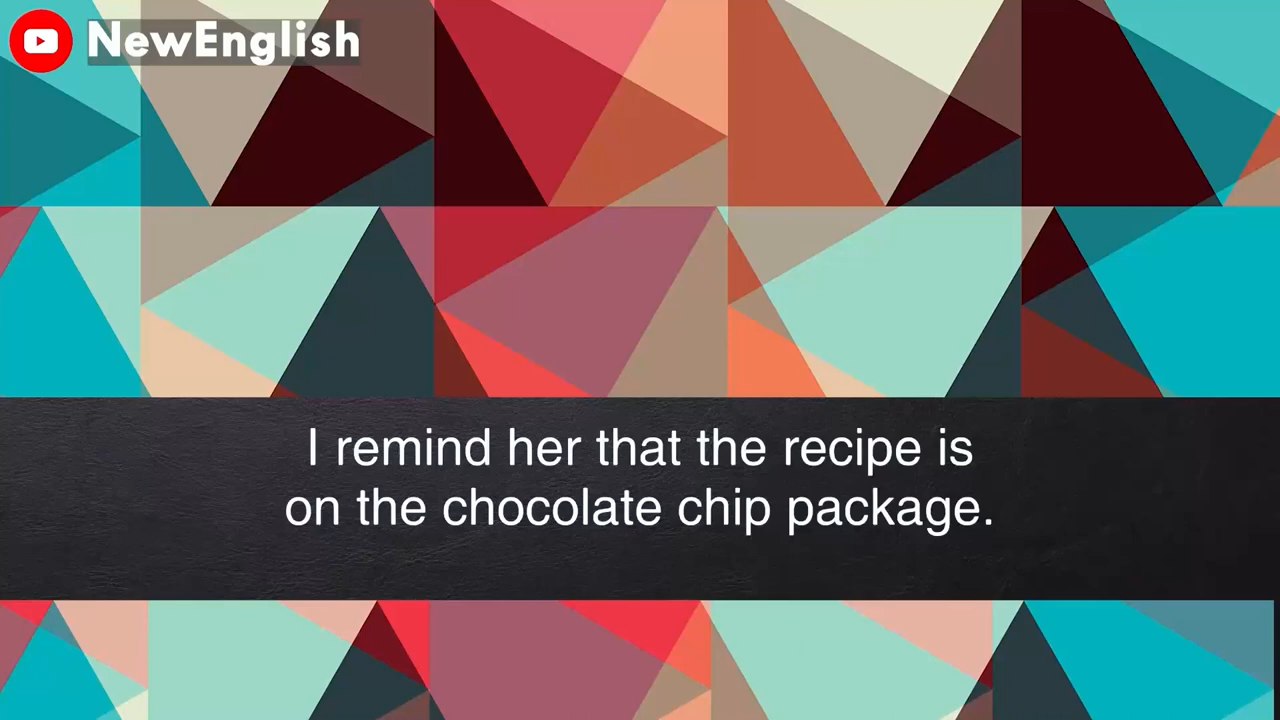 NewEnglish
I remind her that the recipe is
on the chocolate chip package.